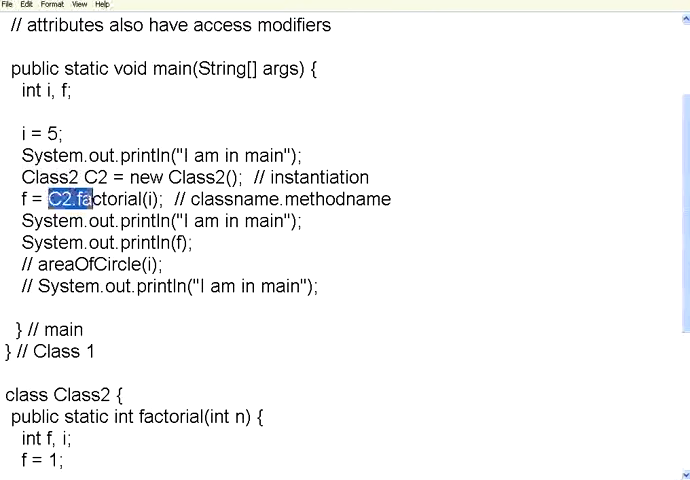 File Edit Format View Help
// attributes also have access modifiers
public static void main(String[] args) {
int i, f;
i = 5;
System.out.println("I am in main");
Class2 C2 = new Class2(); // instantiation
f = C2.factorial(i); // classname.methodname
System.out.println("I am in main");
System.out.println(f);
// areaOfCircle(i);
// System.out.println("I am in main");
} // main
} // Class 1
class Class2 {
public static int factorial(int n) {
int f, i;
f = 1;